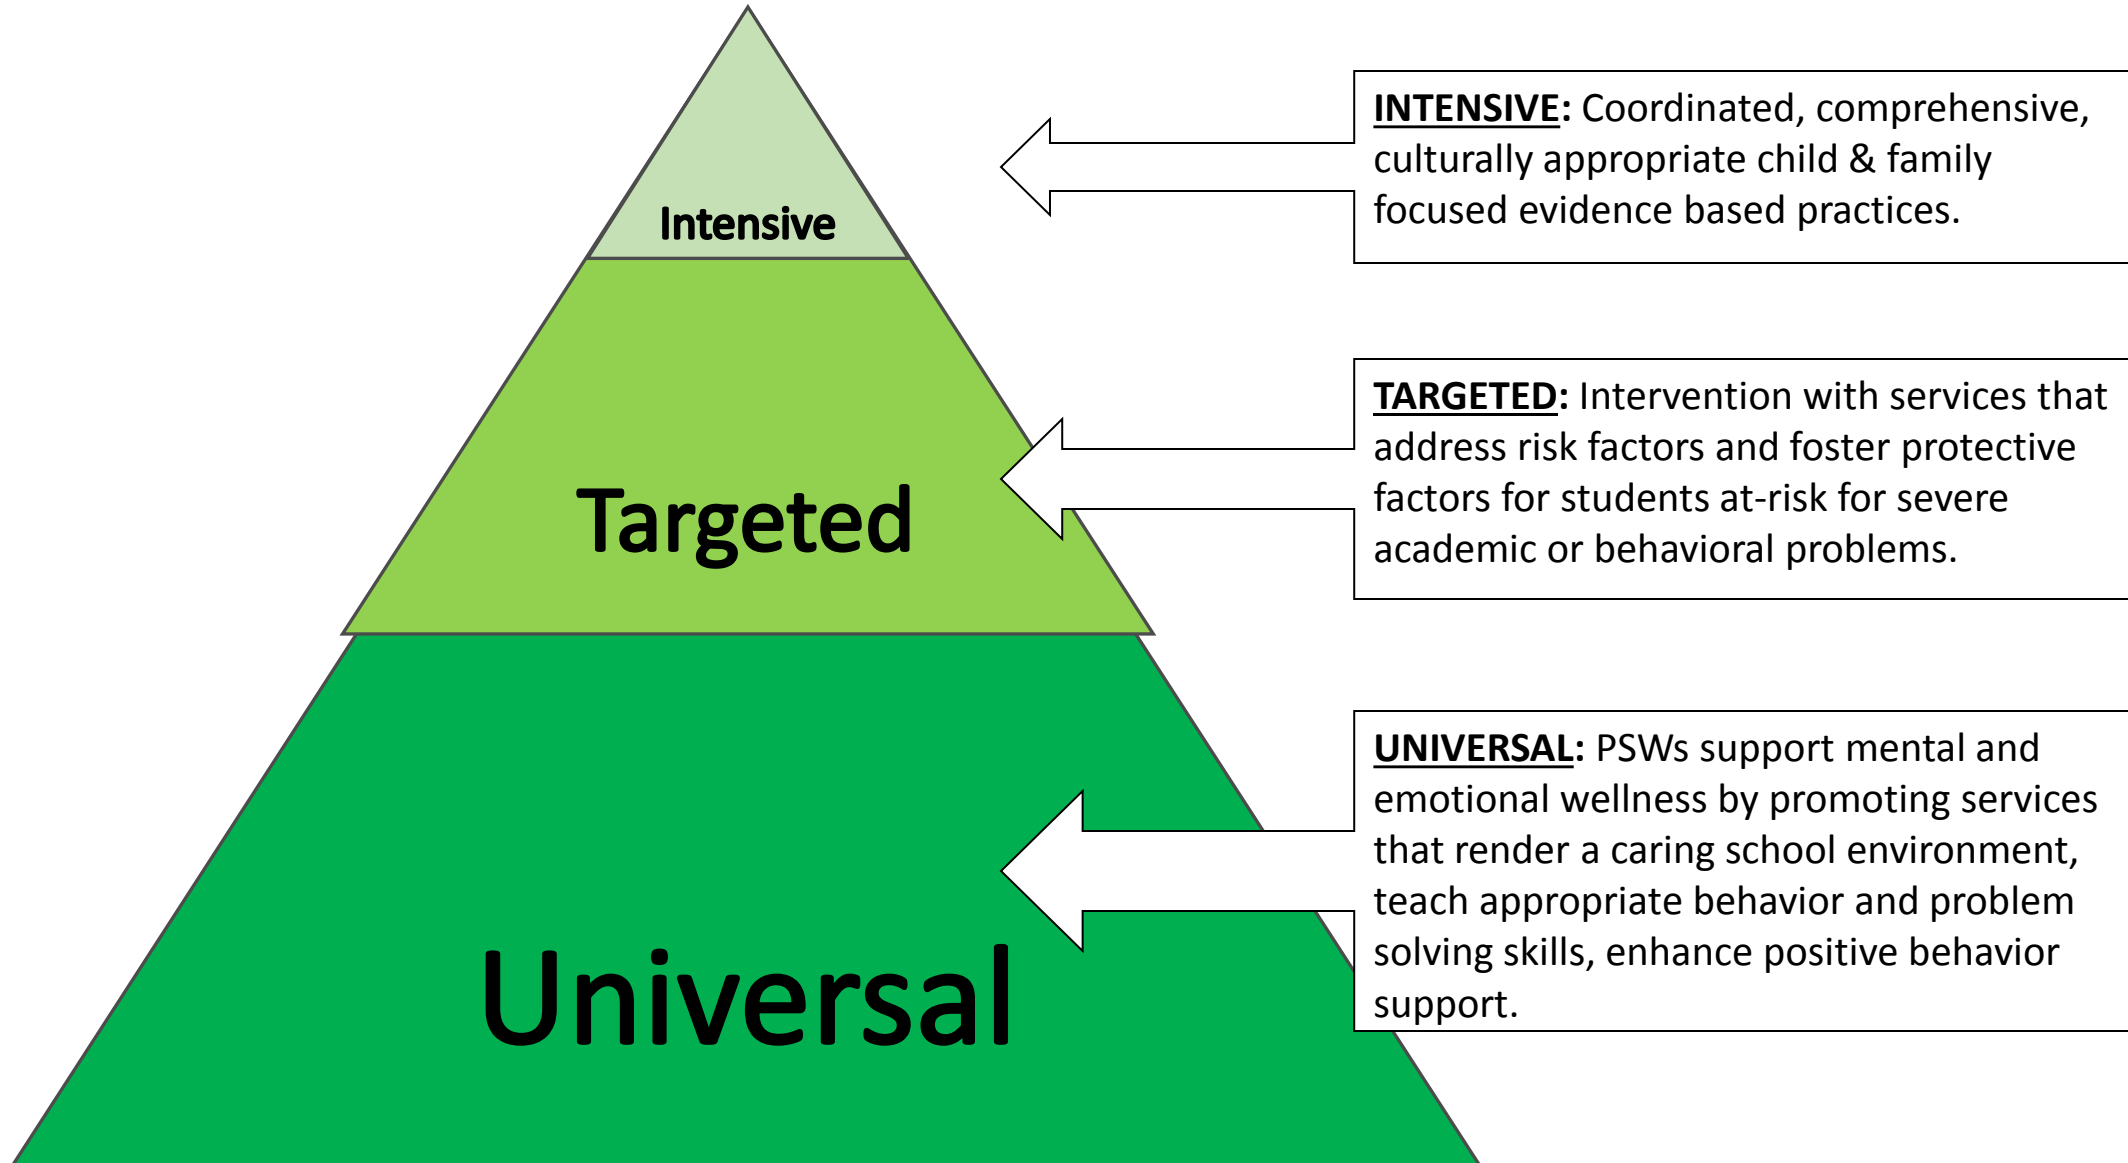 Intensive
Targeted
Universal
INTENSIVE: Coordinated, comprehensive,
culturally appropriate child & family
focused evidence based practices.
TARGETED: Intervention with services that
address risk factors and foster protective
factors for students at-risk for severe
academic or behavioral problems.
UNIVERSAL: PSWs support mental and
emotional wellness by promoting services
that render a caring school environment,
teach appropriate behavior and problem
solving skills, enhance positive behavior
support.